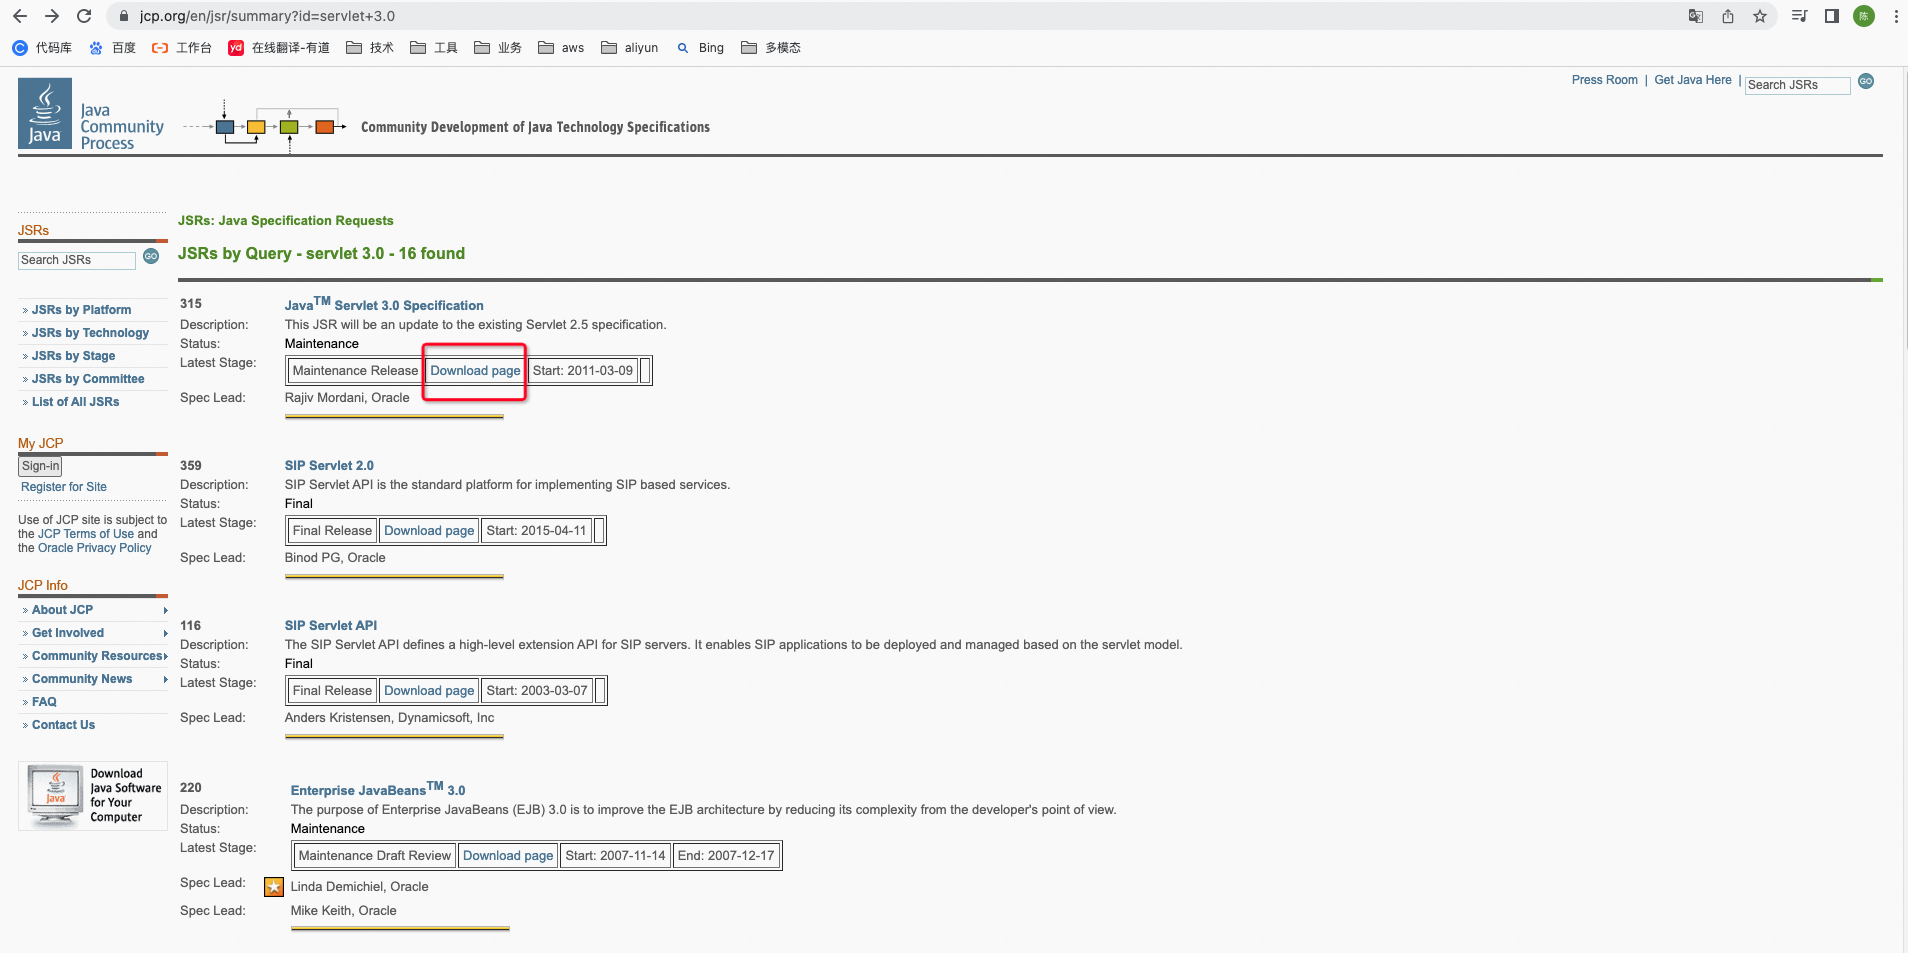 jcp.org/en/jsr/summary?id=servlet+3.0
陈
代码库 百度 工作台 yd 在线翻译-有道 技术 工具 业务 aws aliyun Bing 多模态
Press Room | Get Java Here | Search JSRs GO
Java
Java
Community
Process
Community Development of Java Technology Specifications
JSRs
Search JSRs GO
» JSRs by Platform
» JSRs by Technology
» JSRs by Stage
» JSRs by Committee
» List of All JSRs
My JCP
Sign-in
Register for Site
Use of JCP site is subject to
the JCP Terms of Use and
the Oracle Privacy Policy
JCP Info
» About JCP
» Get Involved
» Community Resources
» Community News
» FAQ
» Contact Us
Java
Download
Java Software
for Your
Computer
JSRs: Java Specification Requests
JSRs by Query - servlet 3.0 - 16 found
315 Java™ Servlet 3.0 Specification
Description: This JSR will be an update to the existing Servlet 2.5 specification.
Status: Maintenance
Latest Stage: Maintenance Release Download page Start: 2011-03-09
Spec Lead: Rajiv Mordani, Oracle
359 SIP Servlet 2.0
Description: SIP Servlet API is the standard platform for implementing SIP based services.
Status: Final
Latest Stage: Final Release Download page Start: 2015-04-11
Spec Lead: Binod PG, Oracle
116 SIP Servlet API
Description: The SIP Servlet API defines a high-level extension API for SIP servers. It enables SIP applications to be deployed and managed based on the servlet model.
Status: Final
Latest Stage: Final Release Download page Start: 2003-03-07
Spec Lead: Anders Kristensen, Dynamicsoft, Inc
220 Enterprise JavaBeans™ 3.0
Description: The purpose of Enterprise JavaBeans (EJB) 3.0 is to improve the EJB architecture by reducing its complexity from the developer's point of view.
Status: Maintenance
Latest Stage: Maintenance Draft Review Download page Start: 2007-11-14 End: 2007-12-17
Spec Lead: Linda Demichiel, Oracle
Spec Lead: Mike Keith, Oracle